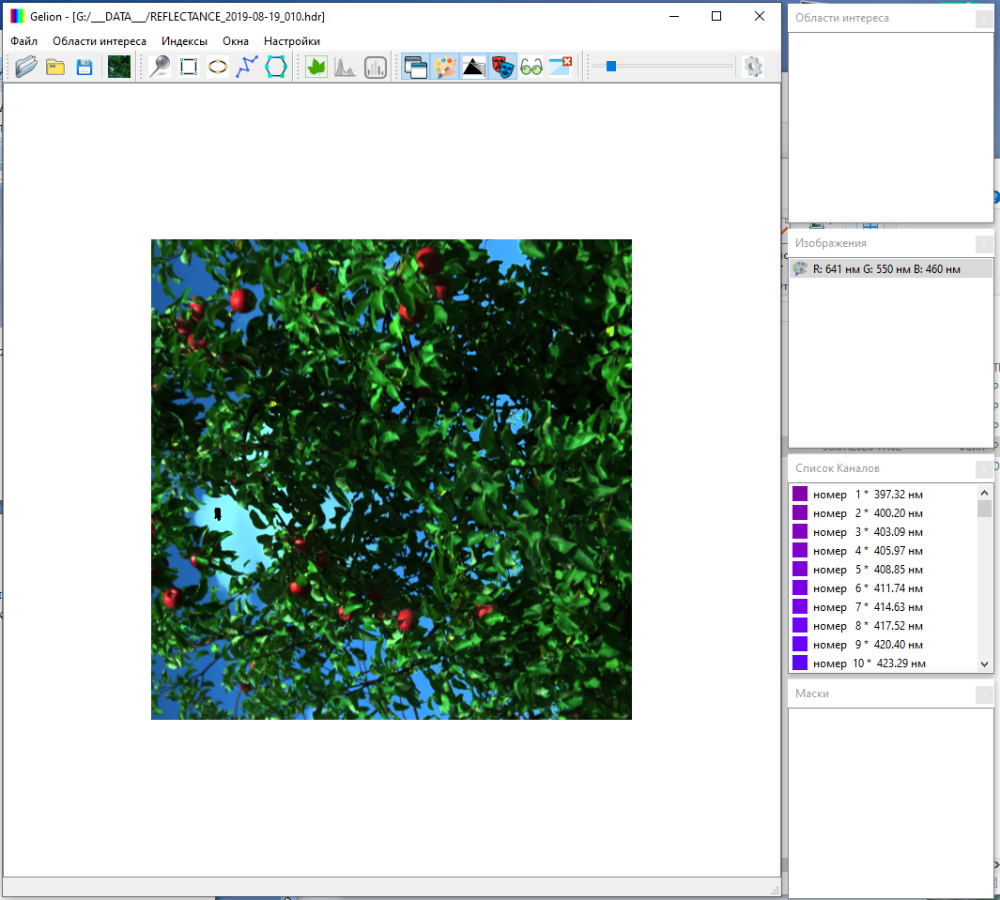 Gelion - [G:/___DATA___/REFLECTANCE_2019-08-19_010.hdr]
Файл Области интереса Индексы Окна Настройки
Области интереса
Изображения
R: 641 нм G: 550 нм B: 460 нм
Список Каналов
номер 1 * 397.32 нм
номер 2 * 400.20 нм
номер 3 * 403.09 нм
номер 4 * 405.97 нм
номер 5 * 408.85 нм
номер 6 * 411.74 нм
номер 7 * 414.63 нм
номер 8 * 417.52 нм
номер 9 * 420.40 нм
номер 10 * 423.29 нм
Маски